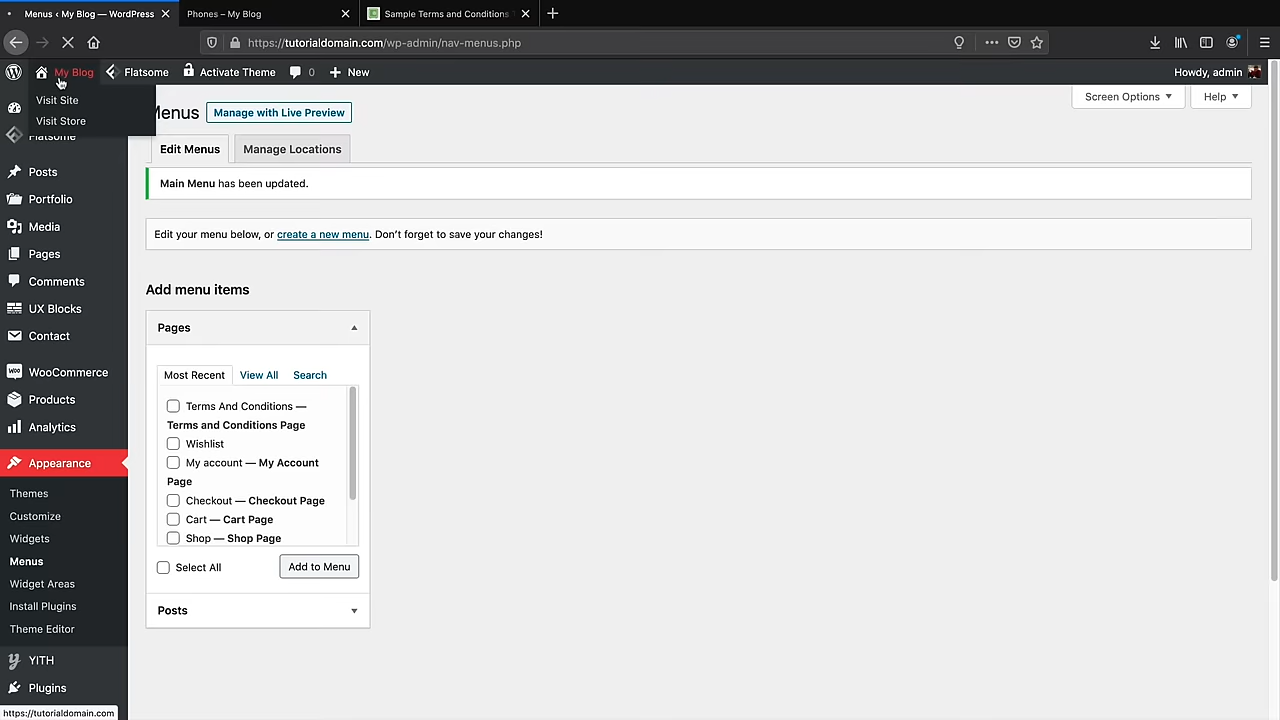 Menus ‹ My Blog — WordPress
Phones – My Blog
Sample Terms and Conditions
https://tutorialdomain.com/wp-admin/nav-menus.php
My Blog
Flatsome
Activate Theme
0
New
Howdy, admin
Visit Site
Visit Store
Menus
Manage with Live Preview
Screen Options
Help
Flatsome
Edit Menus
Manage Locations
Posts
Main Menu has been updated.
Portfolio
Media
Edit your menu below, or create a new menu. Don’t forget to save your changes!
Pages
Comments
Add menu items
UX Blocks
Pages
Contact
WooCommerce
Most Recent
View All
Search
Products
Terms And Conditions —
Terms and Conditions Page
Analytics
Wishlist
Appearance
My account — My Account
Page
Themes
Checkout — Checkout Page
Customize
Cart — Cart Page
Widgets
Shop — Shop Page
Menus
Select All
Add to Menu
Widget Areas
Install Plugins
Posts
Theme Editor
YITH
Plugins
https://tutorialdomain.com